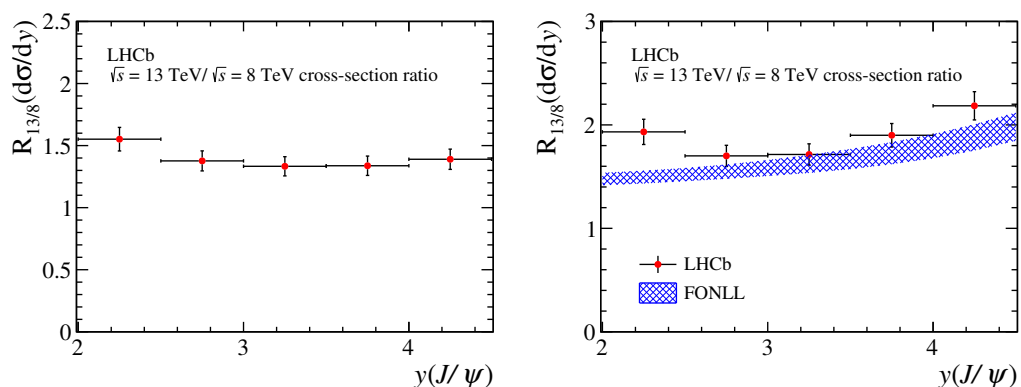 R13/8(dσ/dy)
2.5
2
1.5
1
0.5
0
LHCb
√s = 13 TeV/ √s = 8 TeV cross-section ratio
2
3
4
y(J/ψ)
R13/8(dσ/dy)
3
2
1
0
LHCb
√s = 13 TeV/ √s = 8 TeV cross-section ratio
LHCb
FONLL
2
3
4
y(J/ψ)